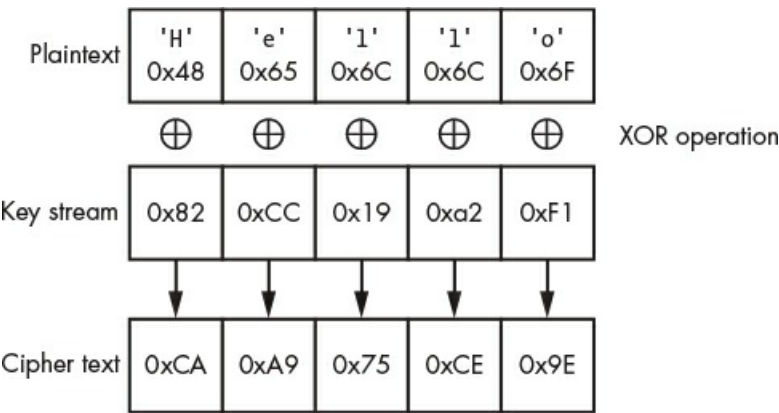 Plaintext 'H' 'e' 'l' 'l' 'o'
0x48 0x65 0x6C 0x6C 0x6F
⊕ ⊕ ⊕ ⊕ ⊕ XOR operation
Key stream 0x82 0xCC 0x19 0xa2 0xF1
Cipher text 0xCA 0xA9 0x75 0xCE 0x9E